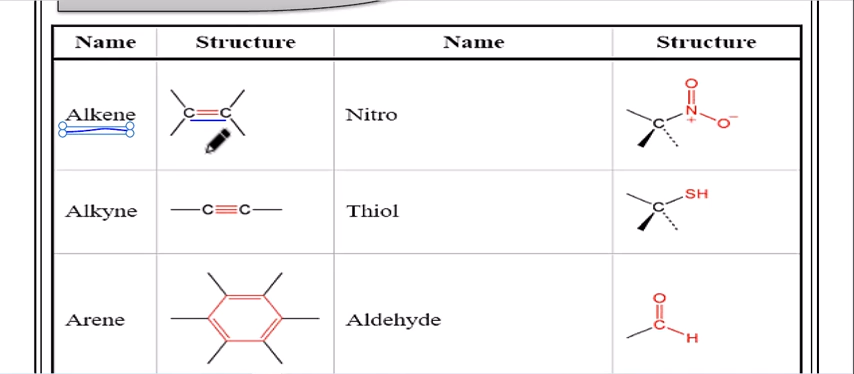 Name Structure Name Structure
Alkene C C Nitro O N + O − C
Alkyne C C Thiol C SH
Arene Aldehyde O C H